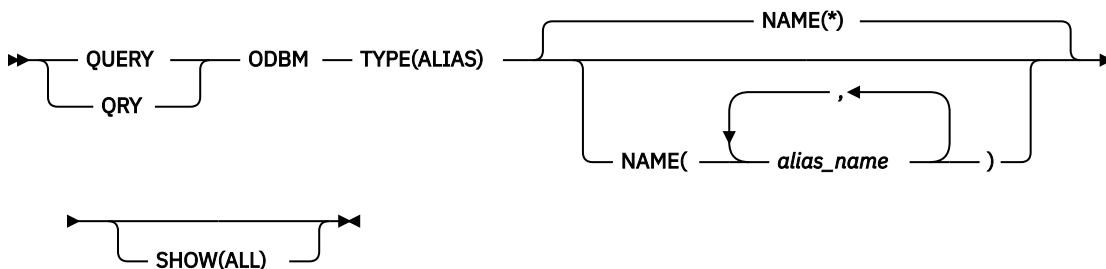 NAME(*)
QUERY ODBM TYPE(ALIAS)
QRY
,
NAME( alias_name )
SHOW(ALL)